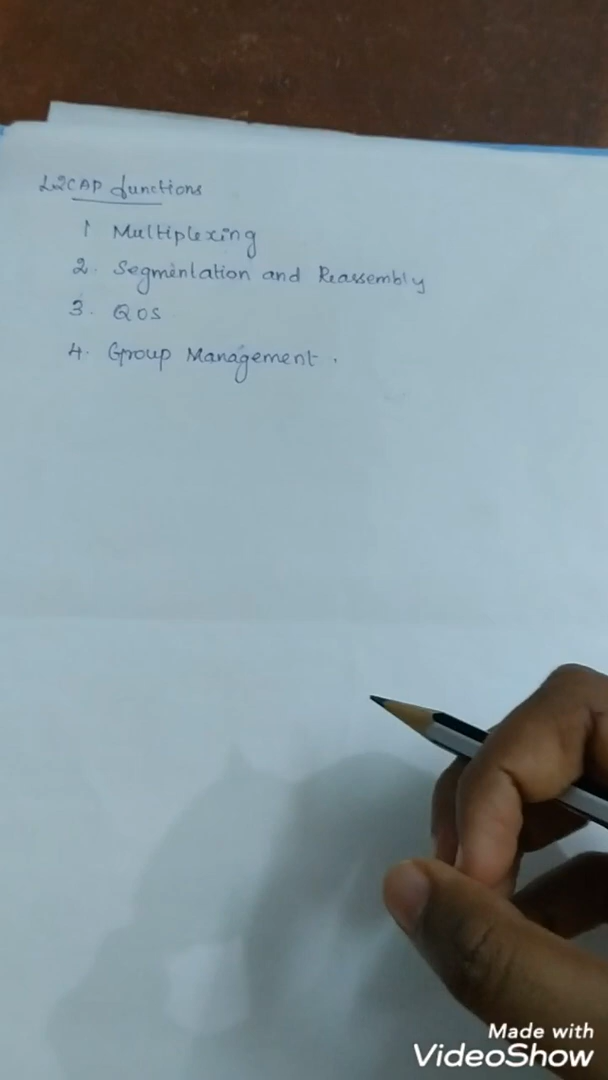 L2CAP functions
1 Multiplexing
2. Segmentation and Reassembly
3. QOS
4. Group Management.
Made with
VideoShow